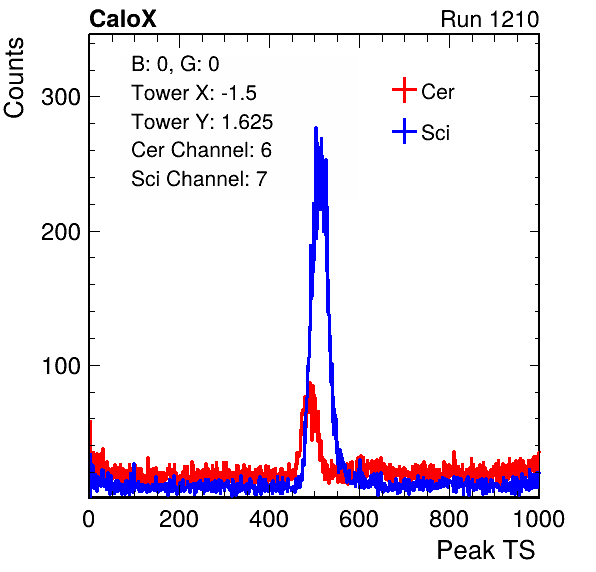 CaloX Run 1210
Counts
B: 0, G: 0
Tower X: -1.5
Tower Y: 1.625
Cer Channel: 6
Sci Channel: 7
Cer
Sci
300
200
100
0 200 400 600 800 1000
Peak TS